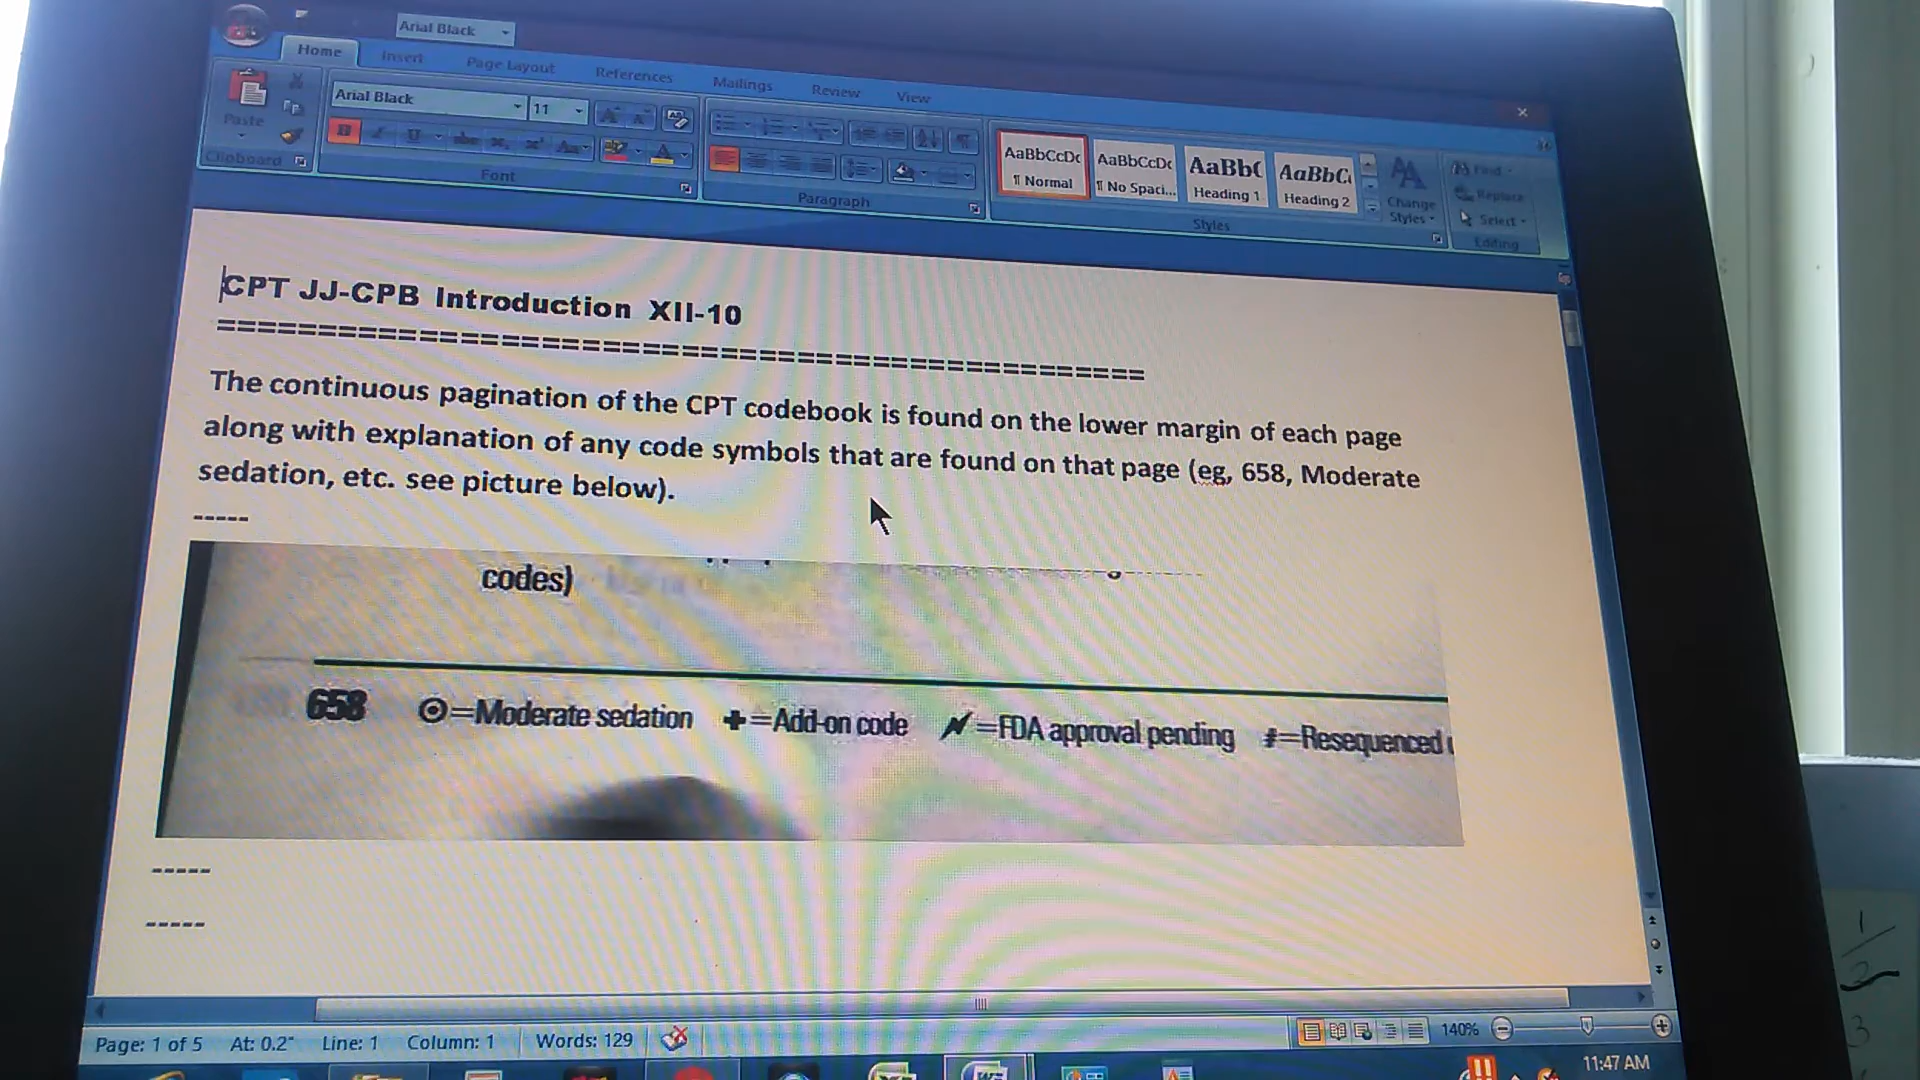 Arial Black
Home Insert Page Layout References Mailings Review View
Paste
Clipboard
Arial Black 11
Font
Paragraph
AaBbCcDc AaBbCcDc AaBbC AaBbC
¶ Normal ¶ No Spaci... Heading 1 Heading 2
Change
Styles
Styles
Find
Replace
Select
Editing
CPT JJ-CPB Introduction XII-10
The continuous pagination of the CPT codebook is found on the lower margin of each page
along with explanation of any code symbols that are found on that page (eg, 658, Moderate
sedation, etc. see picture below).
-----
codes)
658 ⊙=Moderate sedation ✚=Add-on code =FDA approval pending #=Resequenced
-----
-----
Page: 1 of 5 At: 0.2" Line: 1 Column: 1 Words: 129 140%
11:47 AM
1/2
3